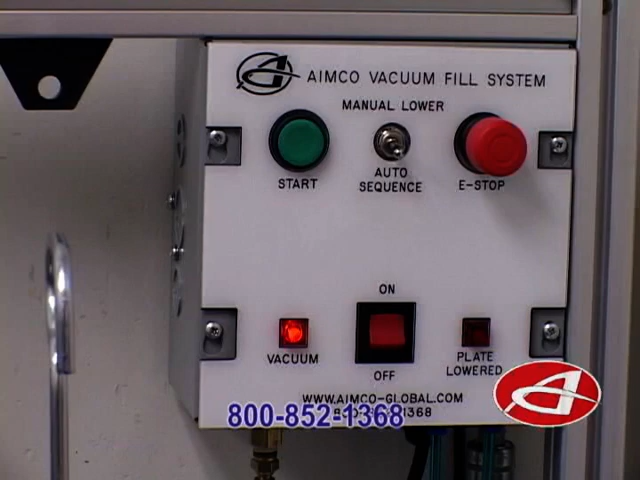 AIMCO VACUUM FILL SYSTEM
MANUAL LOWER
START
AUTO
SEQUENCE
E-STOP
ON
VACUUM
OFF
PLATE
LOWERED
WWW.AIMCO-GLOBAL.COM
800-852-1368